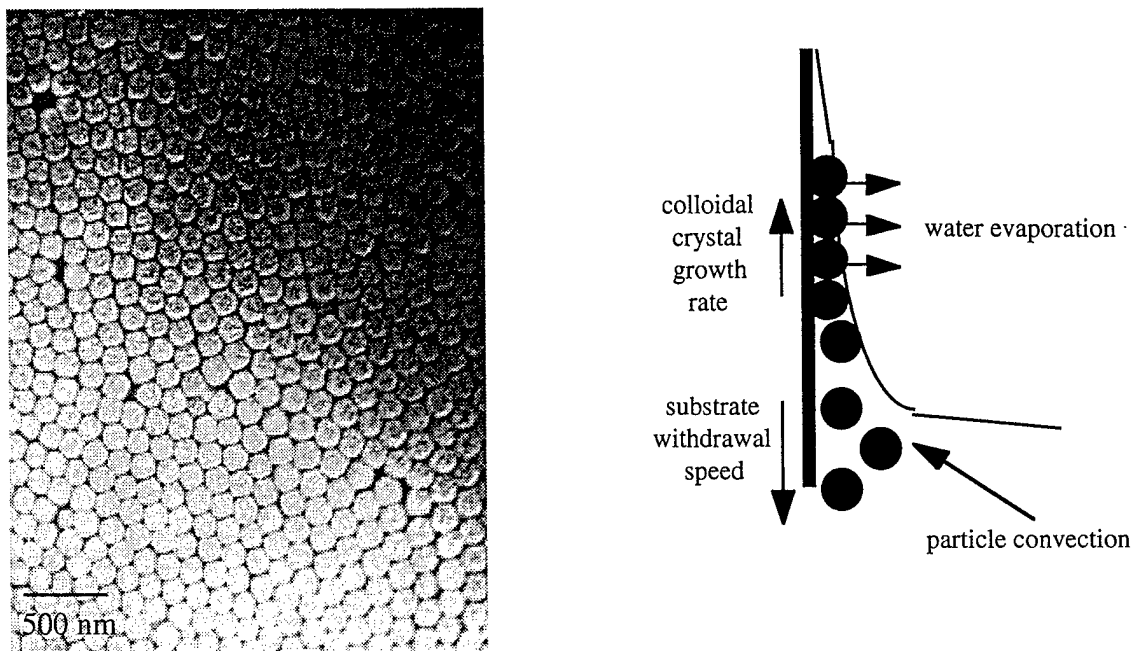 500 nm
colloidal
crystal
growth
rate
water evaporation
substrate
withdrawal
speed
particle convection